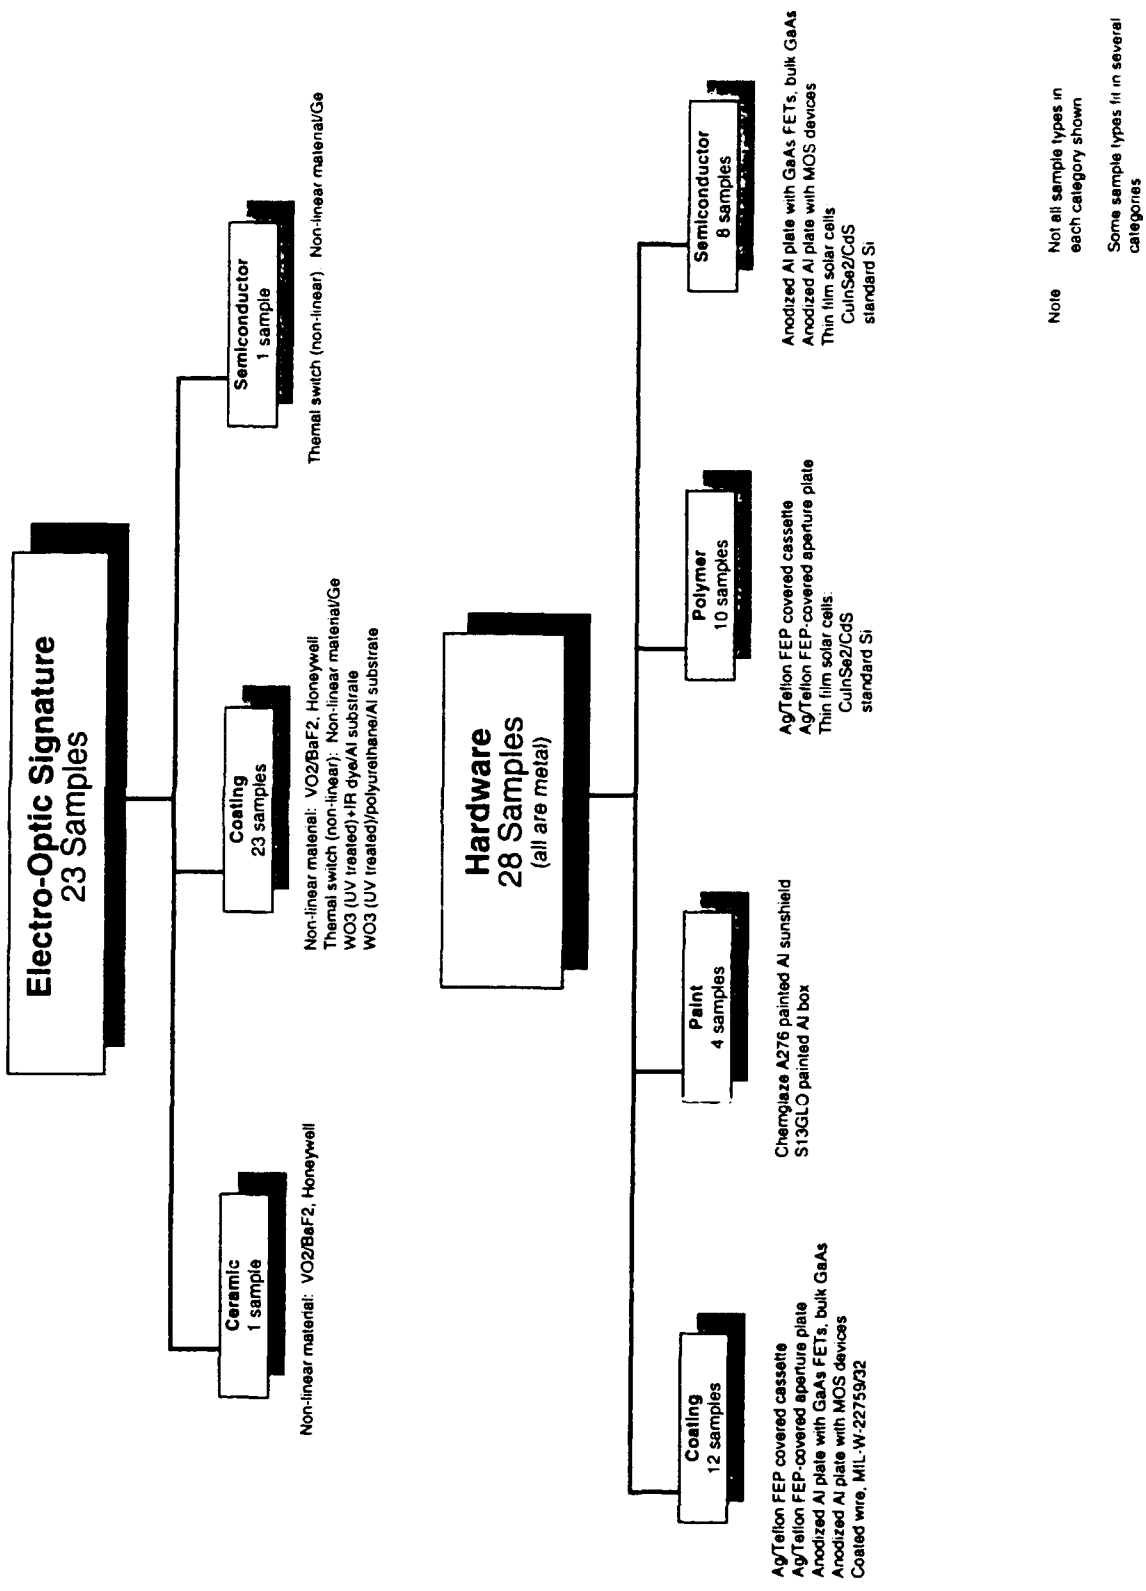 Electro-Optic Signature
23 Samples
Ceramic
1 sample
Non-linear material: VO2/BaF2, Honeywell
Coating
23 samples
Non-linear material: VO2/BaF2, Honeywell
Themal switch (non-linear): Non-linear material/Ge
WO3 (UV treated)+IR dye/Al substrate
WO3 (UV treated)/polyurethane/Al substrate
Semiconductor
1 sample
Themal switch (non-linear) Non-linear material/Ge
Hardware
28 Samples
(all are metal)
Coating
12 samples
Ag/Teflon FEP covered cassette
Ag/Teflon FEP-covered aperture plate
Anodized Al plate with GaAs FETs, bulk GaAs
Anodized Al plate with MOS devices
Coated wire, MIL-W-22759/32
Paint
4 samples
Chemglaze A276 painted Al sunshield
S13GLO painted Al box
Polymer
10 samples
Ag/Teflon FEP covered cassette
Ag/Teflon FEP-covered aperture plate
Thin film solar cells:
CuInSe2/CdS
standard Si
Semiconductor
8 samples
Anodized Al plate with GaAs FETs, bulk GaAs
Anodized Al plate with MOS devices
Thin film solar cells
CuInSe2/CdS
standard Si
Note Not all sample types in
each category shown
Some sample types fit in several
categories